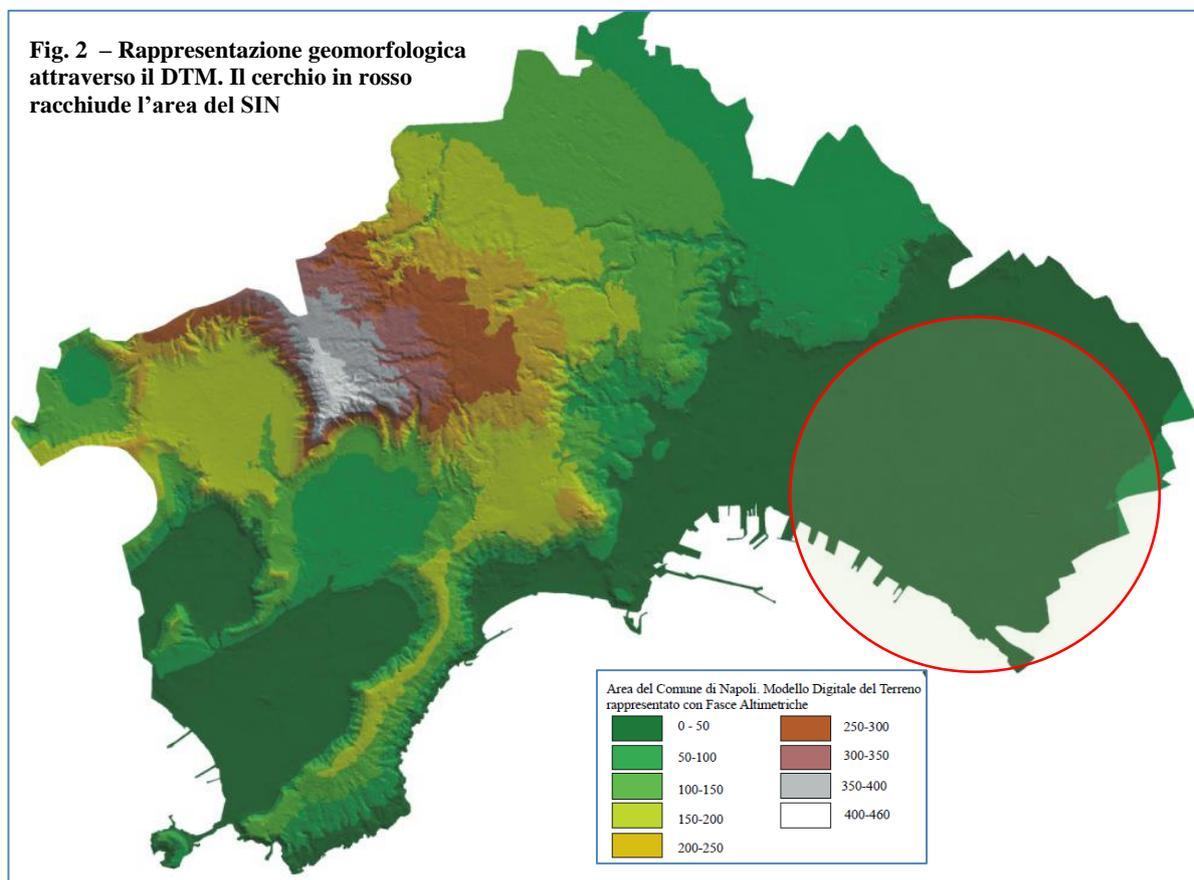 Fig. 2 – Rappresentazione geomorfologica
attraverso il DTM. Il cerchio in rosso
racchiude l'area del SIN
Area del Comune di Napoli. Modello Digitale del Terreno
rappresentato con Fasce Altimetriche
0 - 50
50-100
100-150
150-200
200-250
250-300
300-350
350-400
400-460